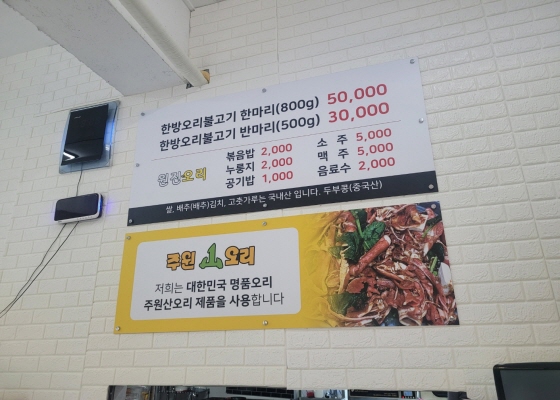 한방오리불고기 한마리(800g) 50,000
한방오리불고기 반마리(500g) 30,000
볶음밥 2,000 소 주 5,000
누룽지 2,000 맥 주 5,000
공기밥 1,000 음료수 2,000
원강오리
쌀, 배추(배추)김치, 고춧가루는 국내산 입니다. 두부콩(중국산)
주원 山 오리
저희는 대한민국 명품오리
주원산오리 제품을 사용합니다